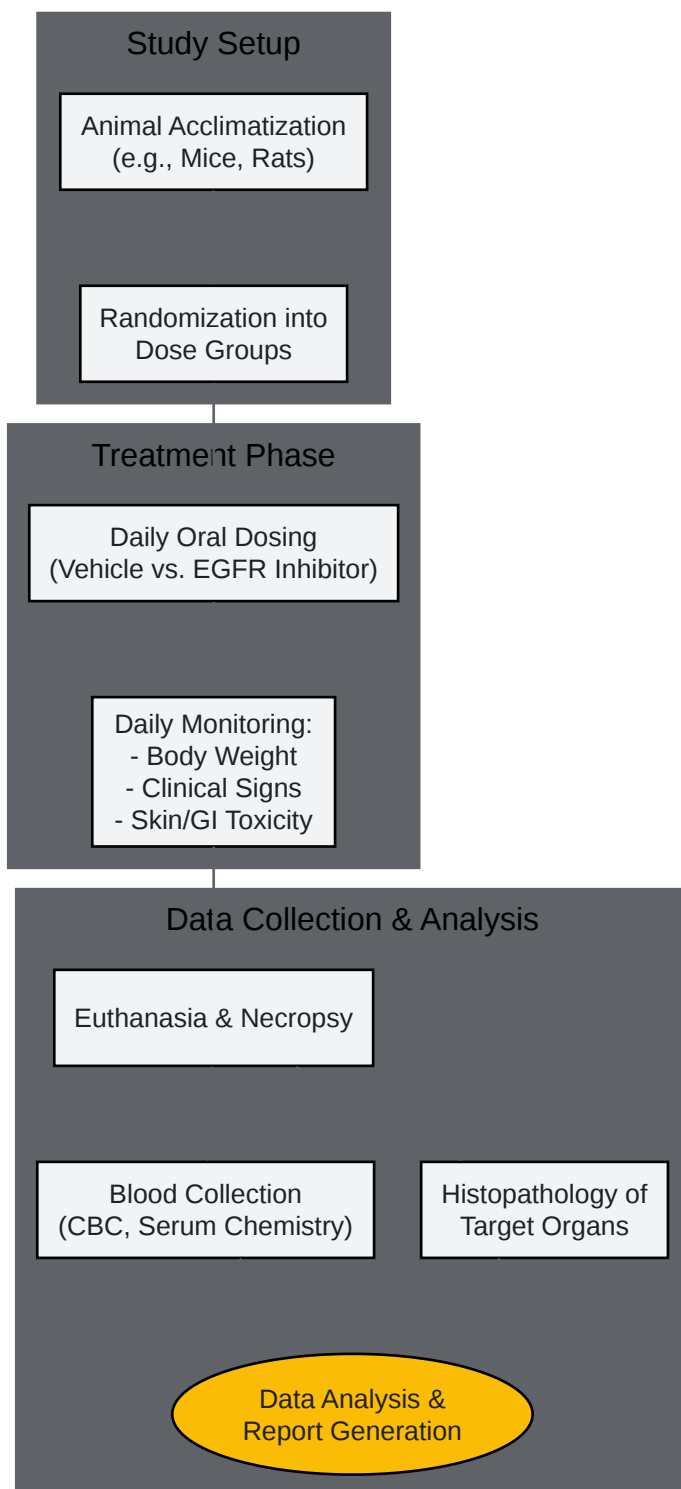 Study Setup
Animal Acclimatization
(e.g., Mice, Rats)
Randomization into
Dose Groups
Treatment Phase
Daily Oral Dosing
(Vehicle vs. EGFR Inhibitor)
Daily Monitoring:
- Body Weight
- Clinical Signs
- Skin/GI Toxicity
Data Collection & Analysis
Euthanasia & Necropsy
Blood Collection
(CBC, Serum Chemistry)
Histopathology of
Target Organs
Data Analysis &
Report Generation